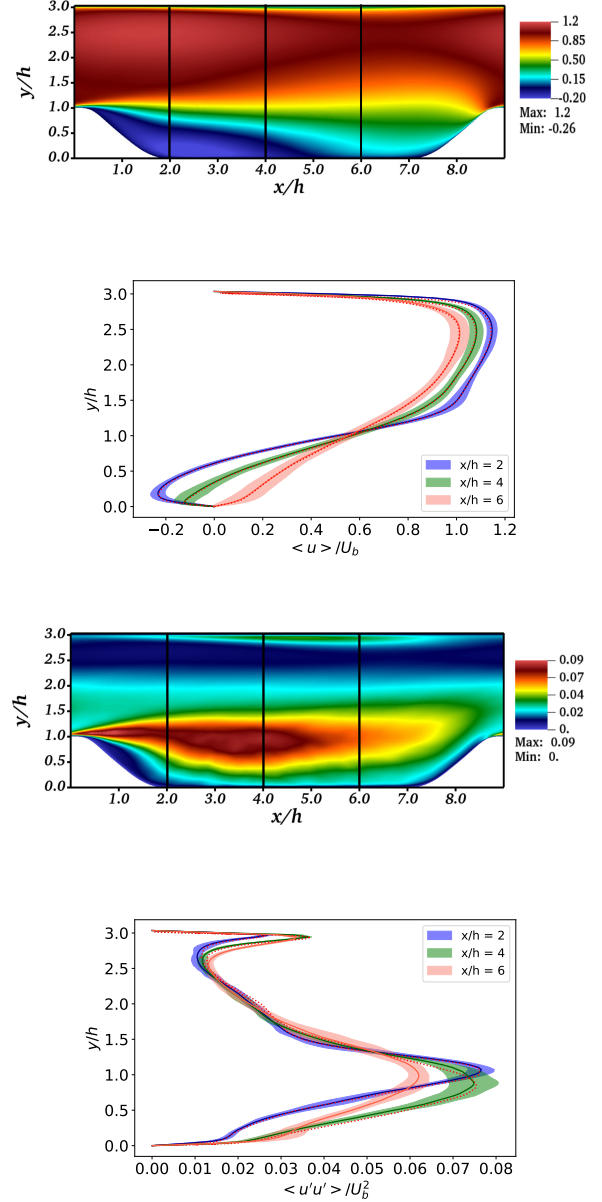 3.0
2.5
2.0
1.5
1.0
0.5
0.0
y/h
1.0 2.0 3.0 4.0 5.0 6.0 7.0 8.0
x/h
1.2
0.85
0.50
0.15
-0.20
Max: 1.2
Min: -0.26
3.0
2.5
2.0
1.5
1.0
0.5
0.0
y/h
x/h = 2
x/h = 4
x/h = 6
−0.2 0.0 0.2 0.4 0.6 0.8 1.0 1.2
< u > /U_b
3.0
2.5
2.0
1.5
1.0
0.5
0.0
y/h
1.0 2.0 3.0 4.0 5.0 6.0 7.0 8.0
x/h
0.09
0.07
0.04
0.02
0.
Max: 0.09
Min: 0.
3.0
2.5
2.0
1.5
1.0
0.5
0.0
y/h
x/h = 2
x/h = 4
x/h = 6
0.00 0.01 0.02 0.03 0.04 0.05 0.06 0.07 0.08
< u′u′ > /U_b^2